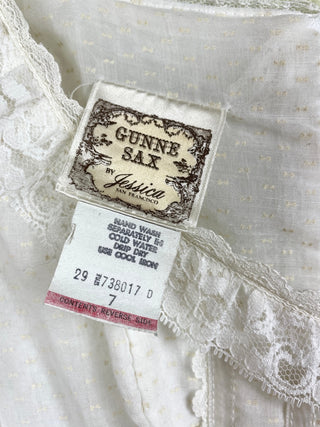 GUNNE
SAX
BY Jessica
SAN FRANCISCO
HAND WASH
SEPARATELY IN
COLD WATER
DRIP DRY
USE COOL IRON
29 738017 D
7
CONTENTS REVERSE SIDE